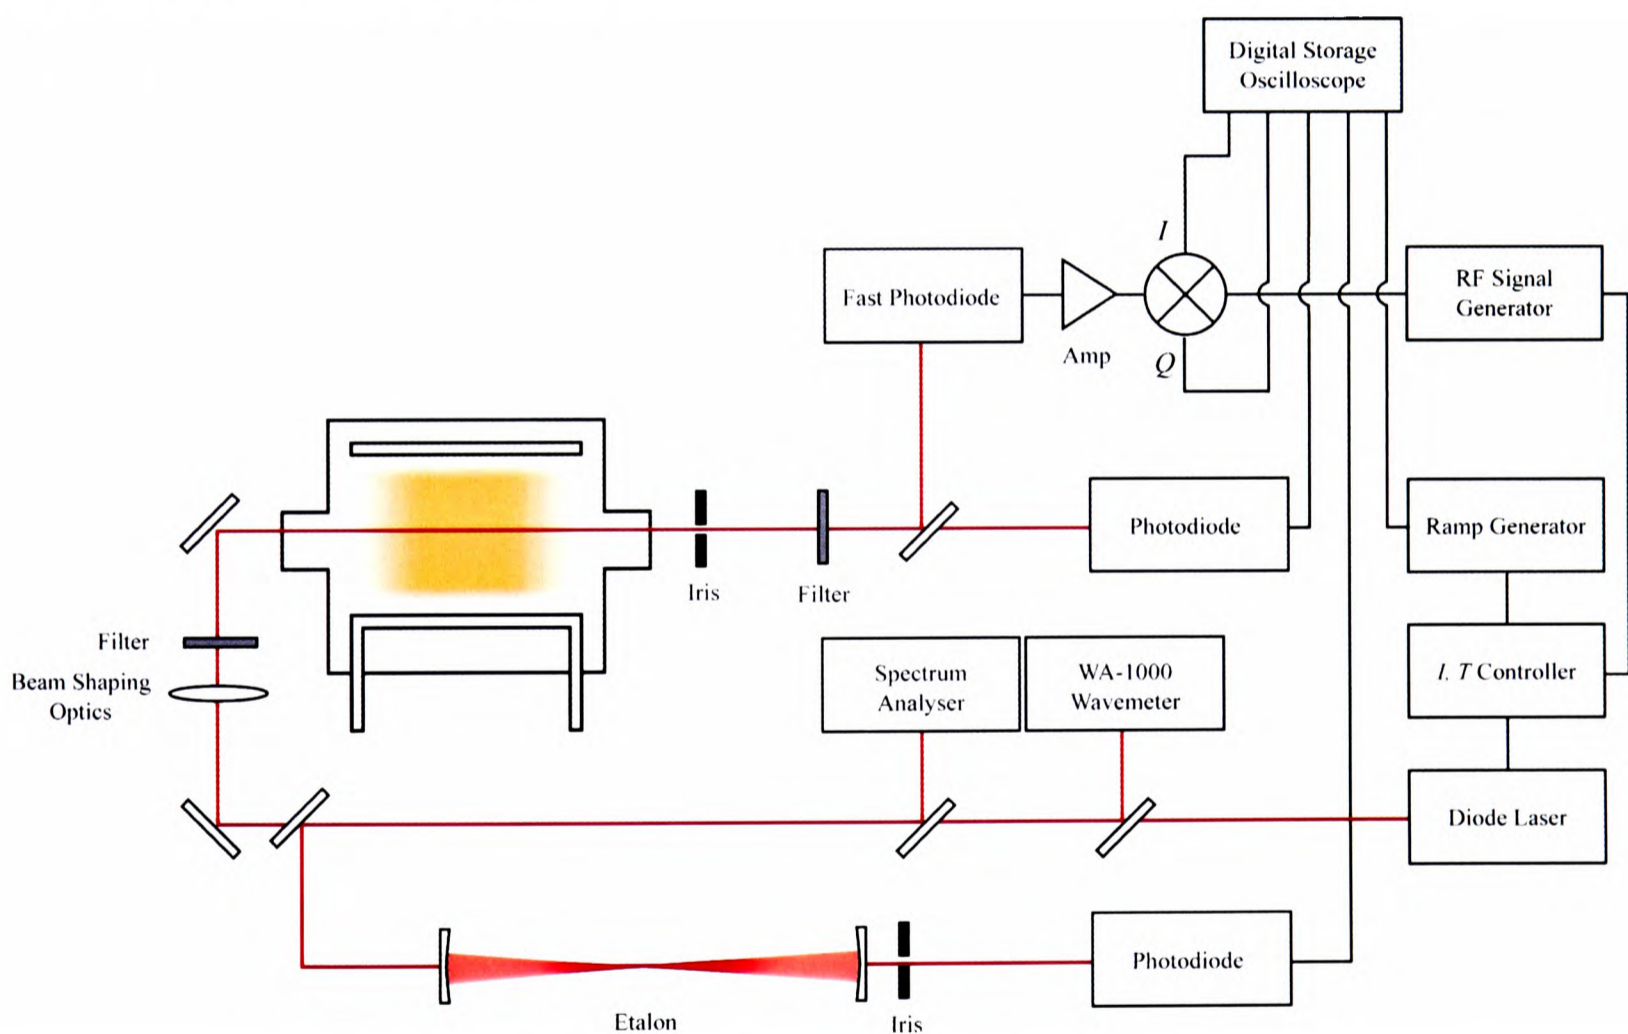 Digital Storage
Oscilloscope
I
Fast Photodiode
RF Signal
Generator
Amp
Q
Photodiode
Ramp Generator
Iris
Filter
Filter
Beam Shaping
Optics
Spectrum
Analyser
WA-1000
Wavemeter
I. T Controller
Diode Laser
Photodiode
Etalon
Iris